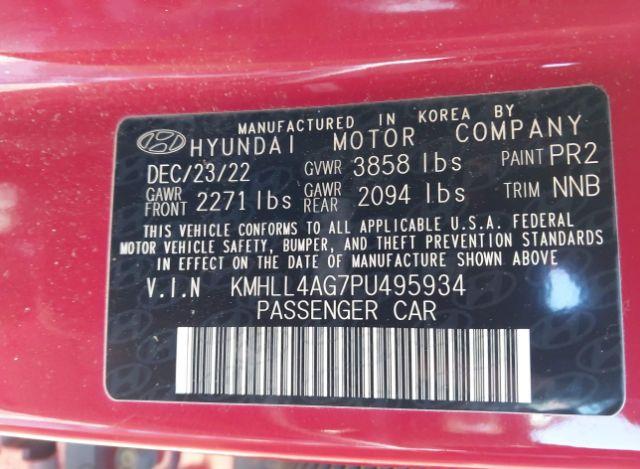 MANUFACTURED IN KOREA BY
HYUNDAI MOTOR COMPANY
DEC/23/22 GVWR 3858 lbs PAINT PR2
GAWR FRONT 2271 lbs GAWR REAR 2094 lbs TRIM NNB
THIS VEHICLE CONFORMS TO ALL APPLICABLE U.S.A. FEDERAL
MOTOR VEHICLE SAFETY, BUMPER, AND THEFT PREVENTION STANDARDS
IN EFFECT ON THE DATE OF MANUFACTURE SHOWN ABOVE
V.I.N KMHLL4AG7PU495934
PASSENGER CAR